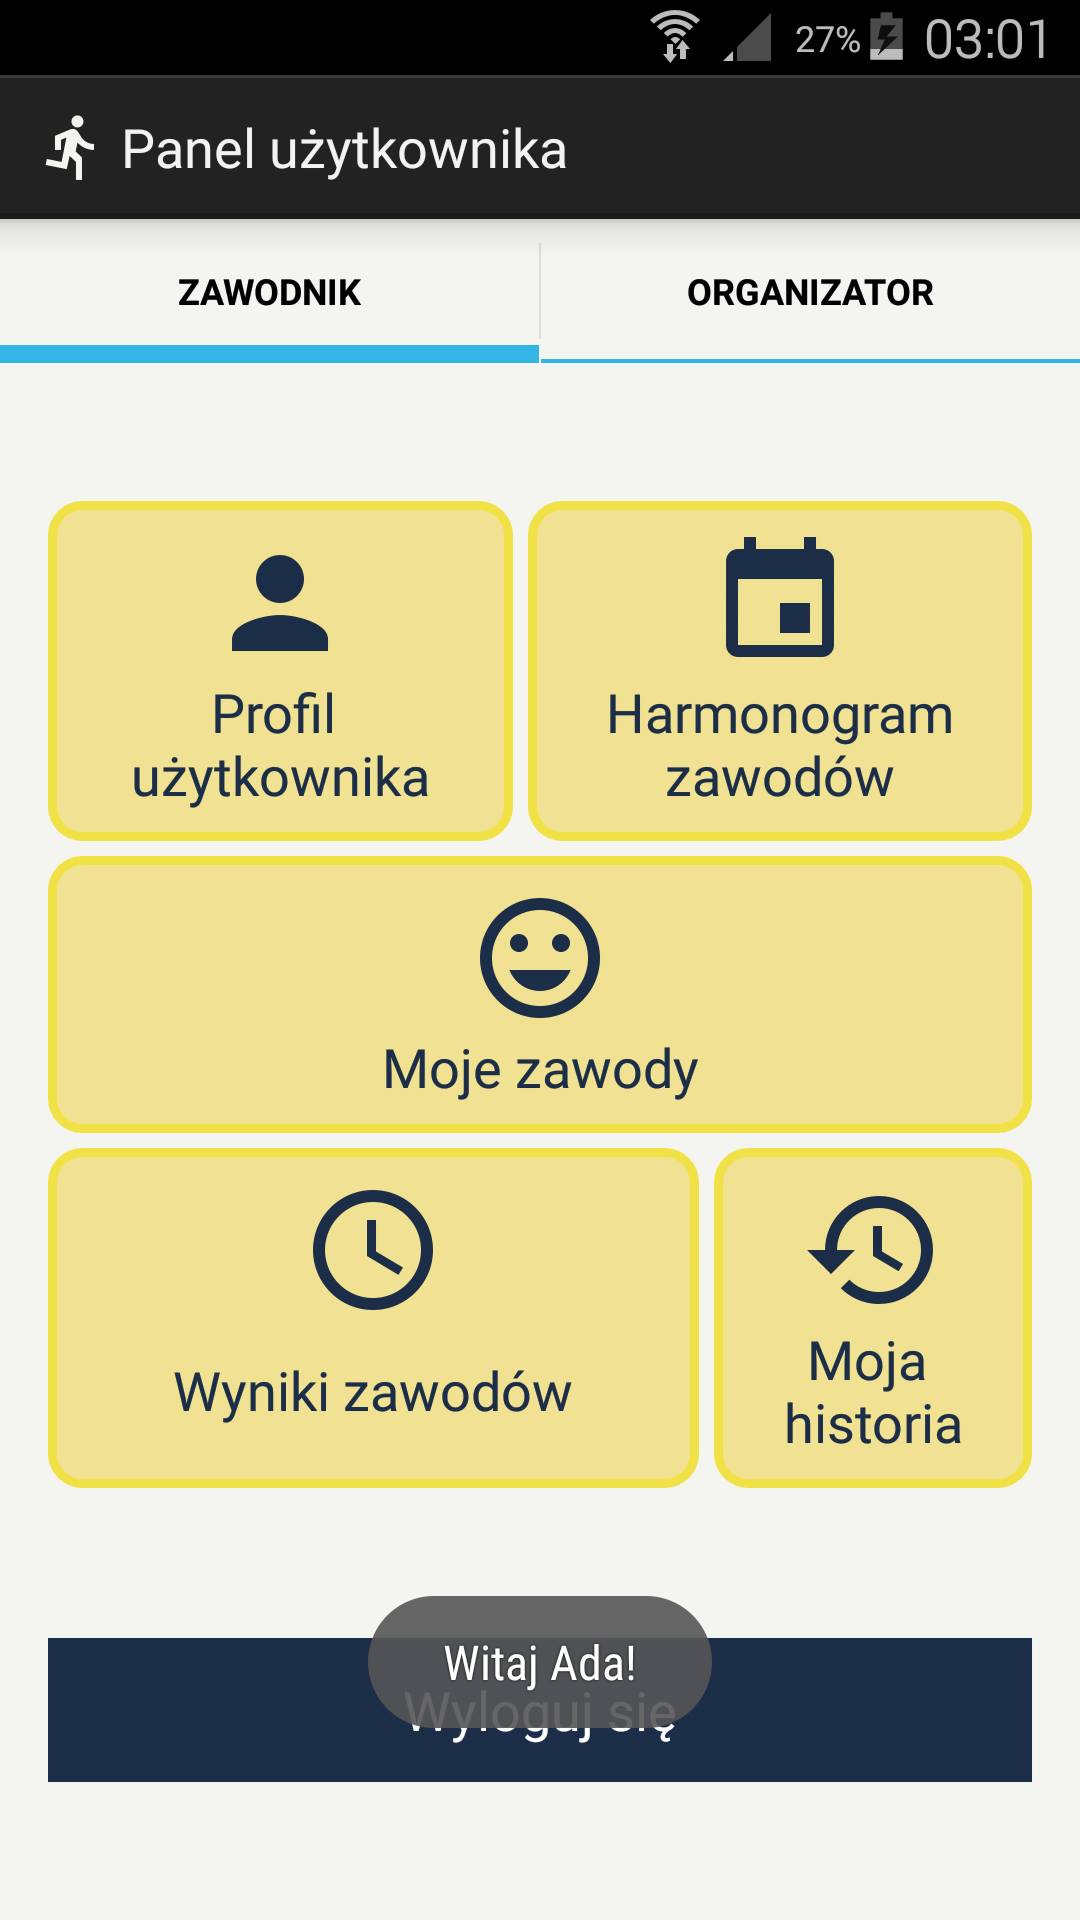 27% 03:01
Panel użytkownika
ZAWODNIK ORGANIZATOR
Profil
użytkownika
Harmonogram
zawodów
Moje zawody
Wyniki zawodów
Moja
historia
Witaj Ada!
Wyloguj się